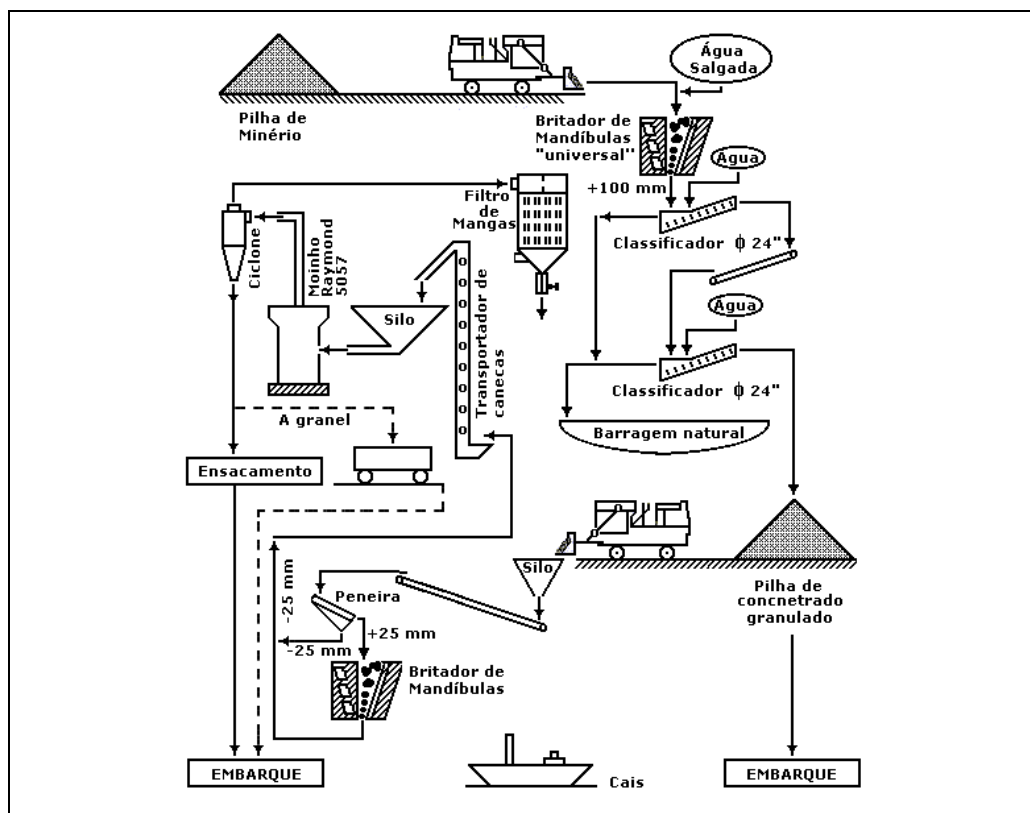 Pilha de
Minério
Água
Salgada
Britador de
Mandíbulas
"universal"
Agua
+100 mm
Filtro
de
Mangas
Classificador ϕ 24"
Ciclone
Moinho
Raymond
5057
Silo
Transportador de
canecas
Agua
Classificador ϕ 24"
A granel
Barragem natural
Ensacamento
Silo
Pilha de
concnetrado
granulado
-25 mm
Peneira
+25 mm
-25 mm
Britador de
Mandíbulas
EMBARQUE
Cais
EMBARQUE